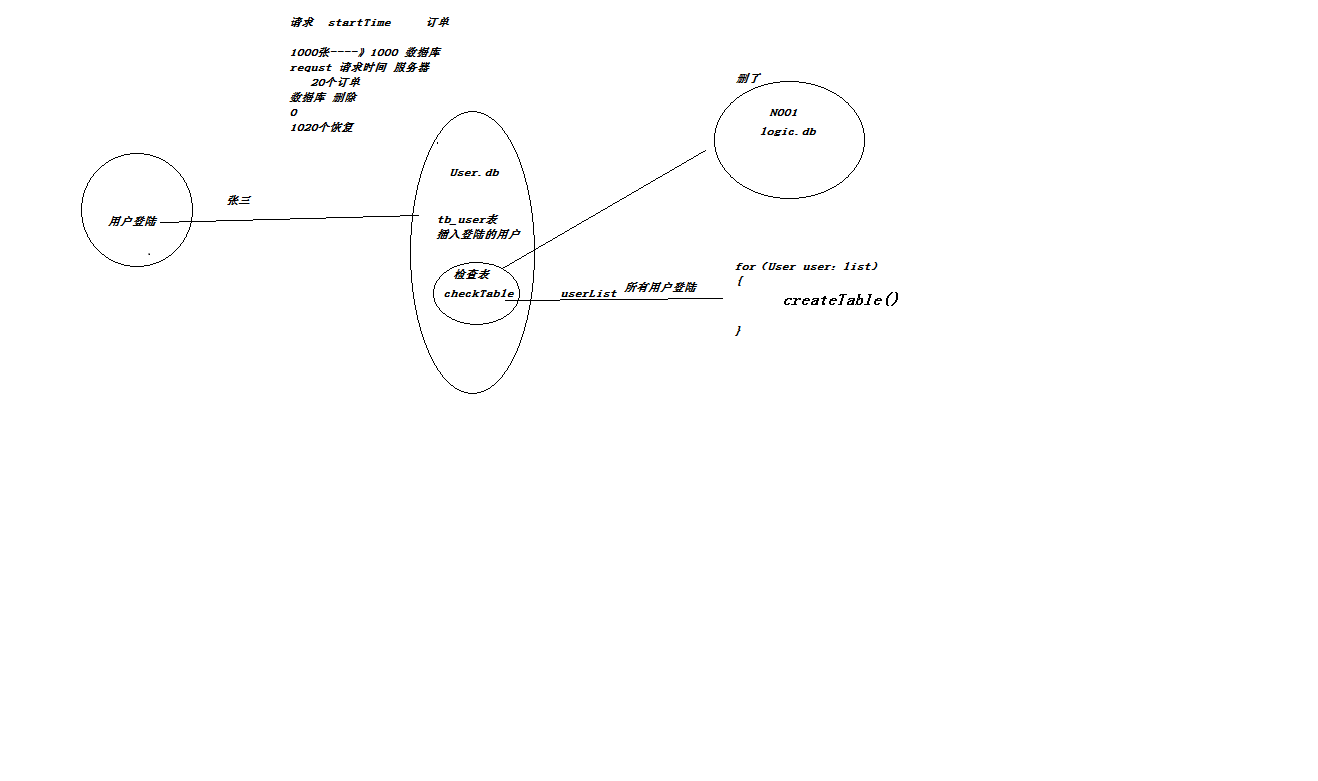 请求 startTime 订单
1000张----》1000 数据库
requst 请求时间 服务器
20个订单
数据库 删除
0
1020个恢复
删了
N001
logic.db
User.db
张三
用户登陆
tb_user表
插入登陆的用户
检查表
checkTable
userList 所有用户登陆
for（User user：list）
{
createTable()
}